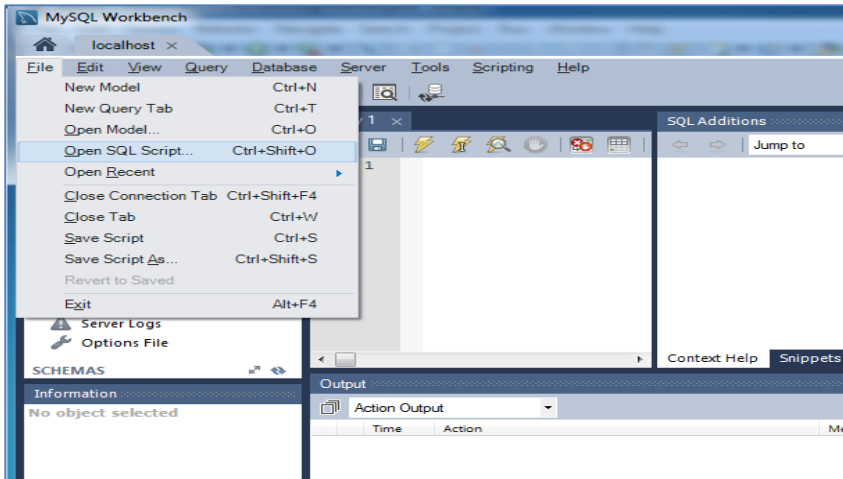 MySQL Workbench
localhost
File Edit View Query Database Server Tools Scripting Help
New Model Ctrl+N
New Query Tab Ctrl+T
Open Model... Ctrl+O
Open SQL Script... Ctrl+Shift+O
Open Recent
Close Connection Tab Ctrl+Shift+F4
Close Tab Ctrl+W
Save Script Ctrl+S
Save Script As... Ctrl+Shift+S
Revert to Saved
Exit Alt+F4
Server Logs
Options File
SCHEMAS
Information
No object selected
1
1
SQL Additions
Jump to
Context Help Snippets
Output
Action Output
Time Action